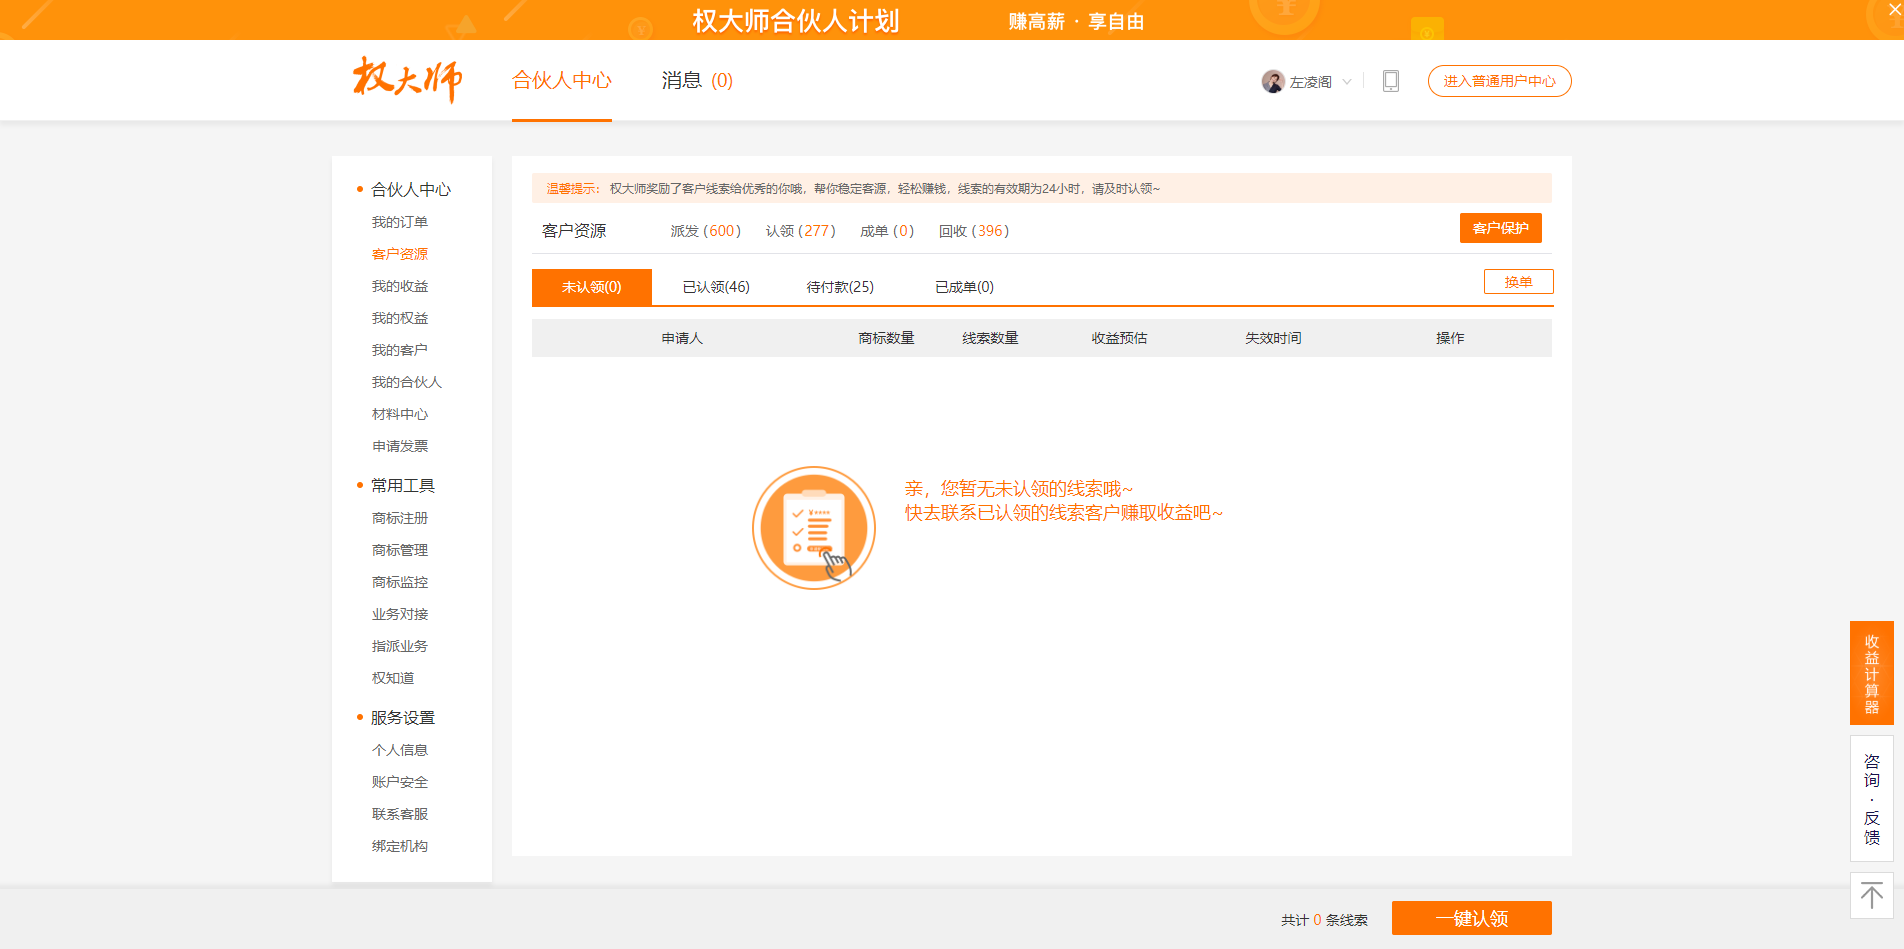 权大师合伙人计划 赚高薪 · 享自由
权大师 合伙人中心 消息 (0) 左凌阁 进入普通用户中心
合伙人中心
我的订单
客户资源
我的收益
我的权益
我的客户
我的合伙人
材料中心
申请发票
常用工具
商标注册
商标管理
商标监控
业务对接
指派业务
权知道
服务设置
个人信息
账户安全
联系客服
绑定机构
温馨提示： 权大师奖励了客户线索给优秀的你哦，帮你稳定客源，轻松赚钱，线索的有效期为24小时，请及时认领~
客户资源 派发 (600) 认领 (277) 成单 (0) 回收 (396) 客户保护
未认领(0) 已认领(46) 待付款(25) 已成单(0) 换单
申请人 商标数量 线索数量 收益预估 失效时间 操作
亲，您暂无未认领的线索哦~
快去联系已认领的线索客户赚取收益吧~
收益计算器
咨询·反馈
共计 0 条线索 一键认领